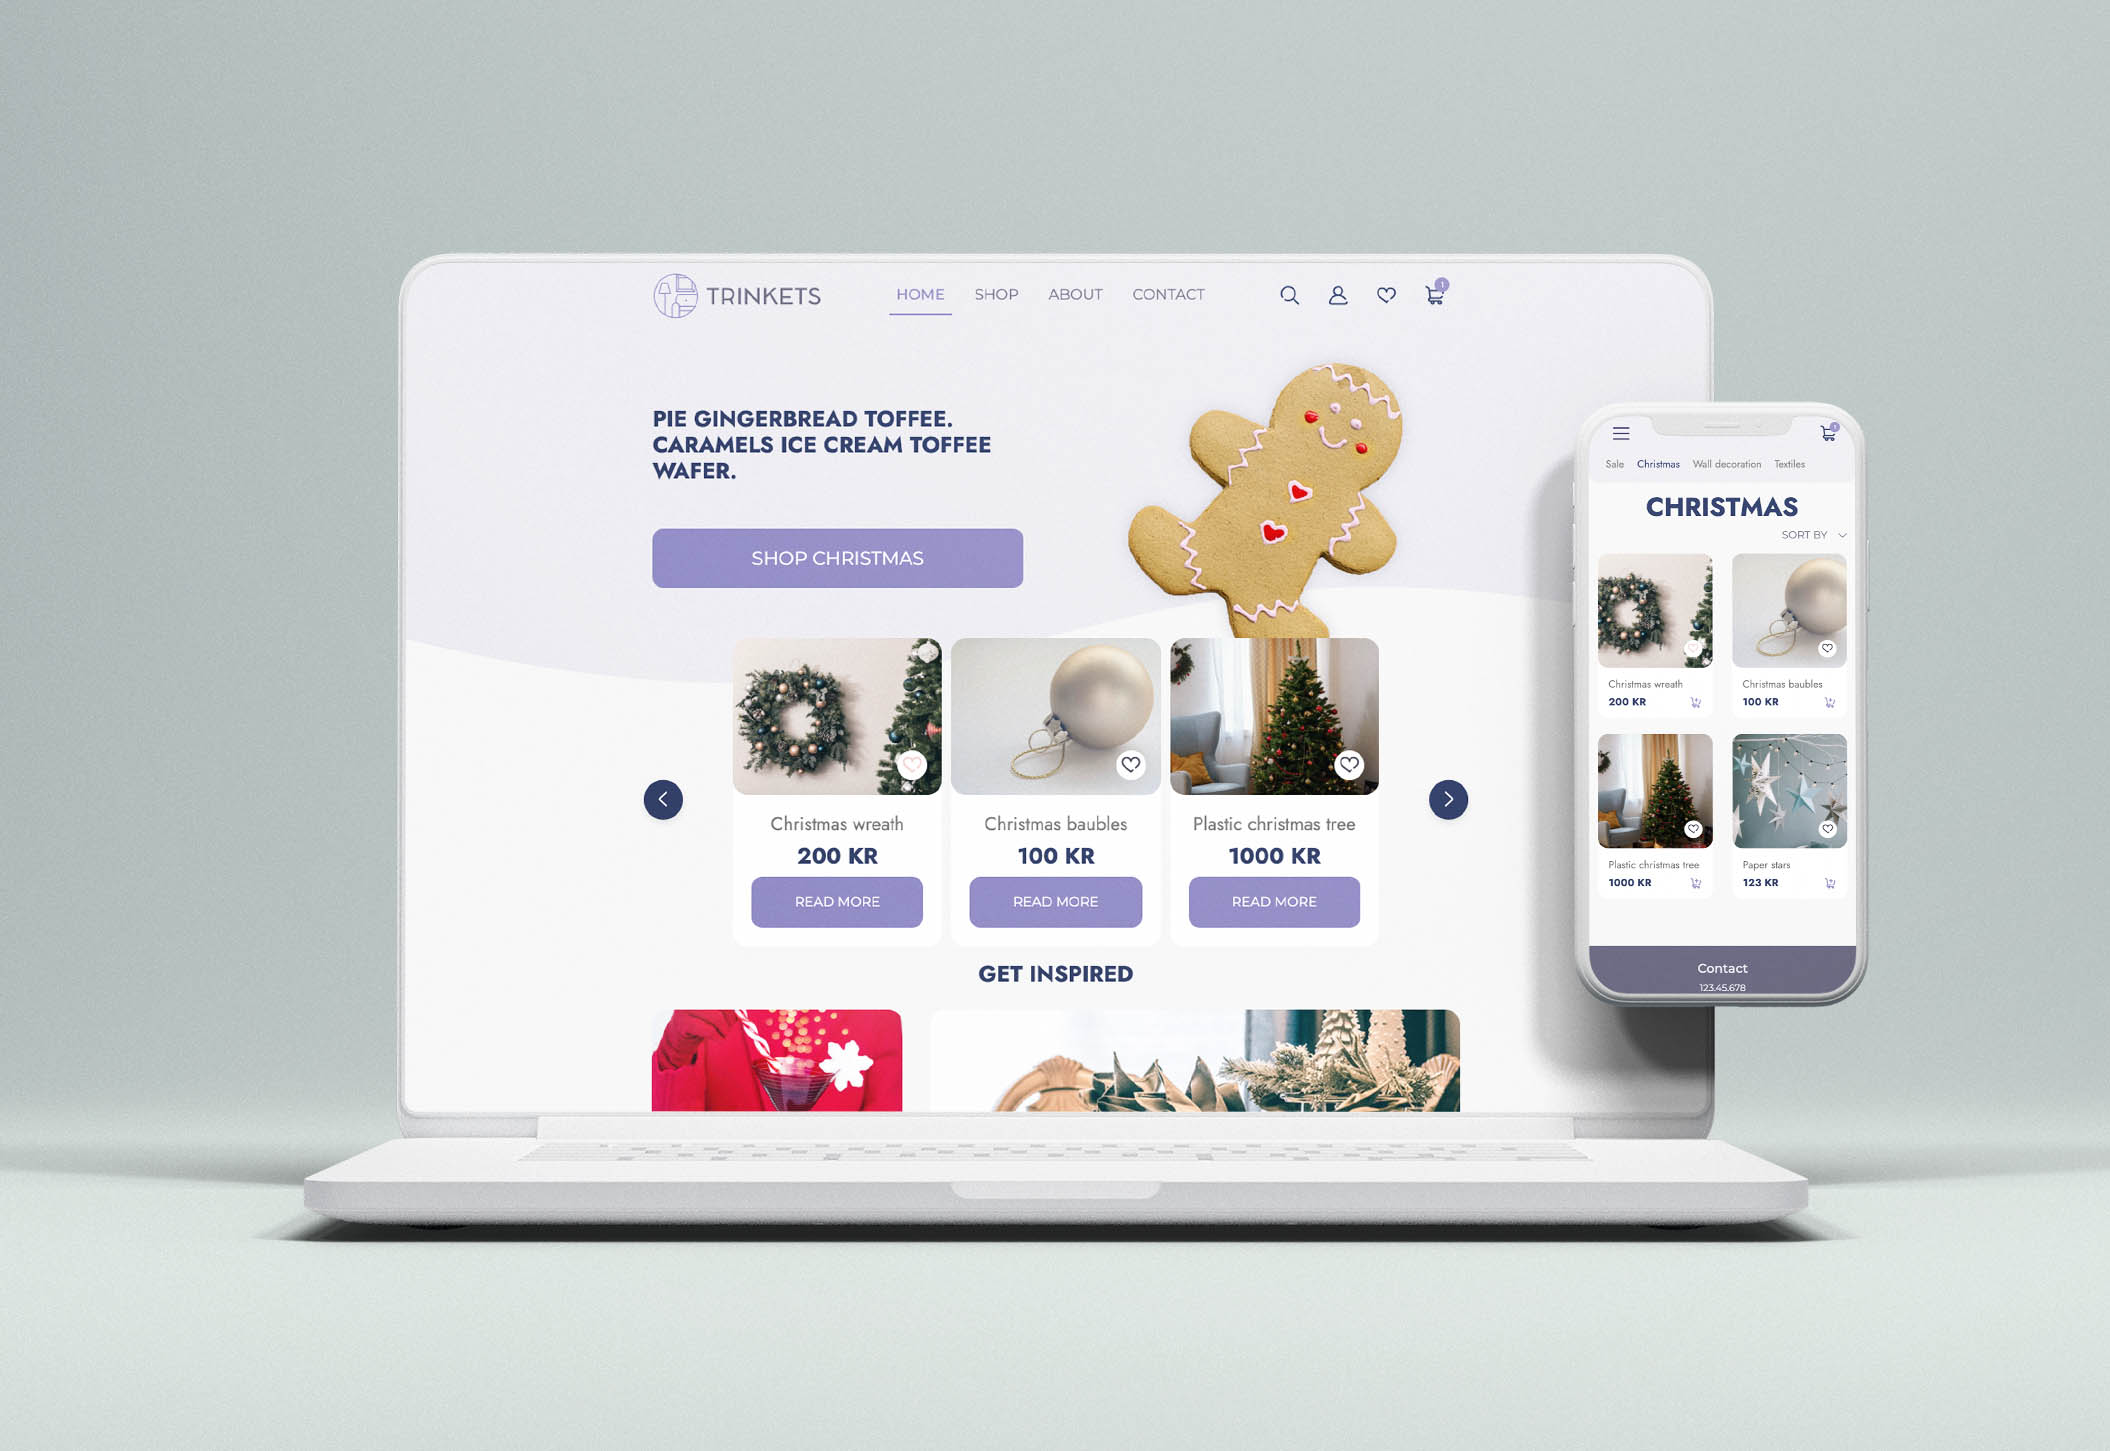 TRINKETS
HOME SHOP ABOUT CONTACT
1
PIE GINGERBREAD TOFFEE.
CARAMELS ICE CREAM TOFFEE
WAFER.
SHOP CHRISTMAS
Christmas wreath
200 KR
READ MORE
Christmas baubles
100 KR
READ MORE
Plastic christmas tree
1000 KR
READ MORE
GET INSPIRED
1
Sale Christmas Wall decoration Textiles
CHRISTMAS
SORT BY
Christmas wreath
200 KR
Christmas baubles
100 KR
Plastic christmas tree
1000 KR
Paper stars
123 KR
Contact
123.45.678